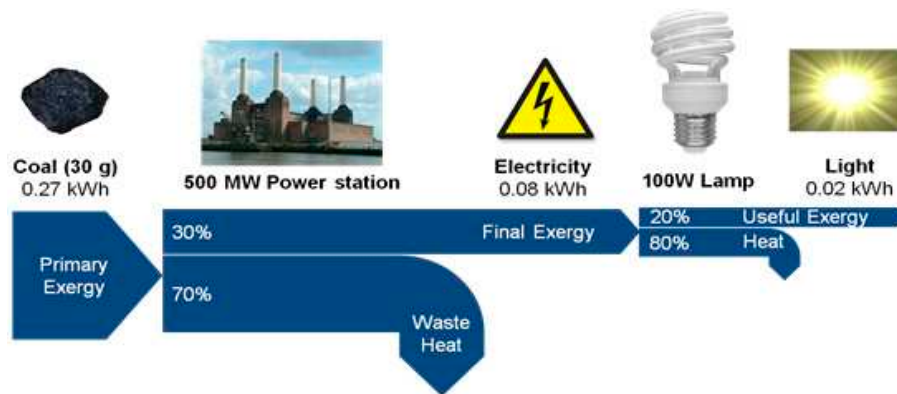 Coal (30 g)
0.27 kWh
500 MW Power station
Electricity
0.08 kWh
100W Lamp
Light
0.02 kWh
Primary
Exergy
30%
Final Exergy
20%
Useful Exergy
80%
Heat
70%
Waste
Heat